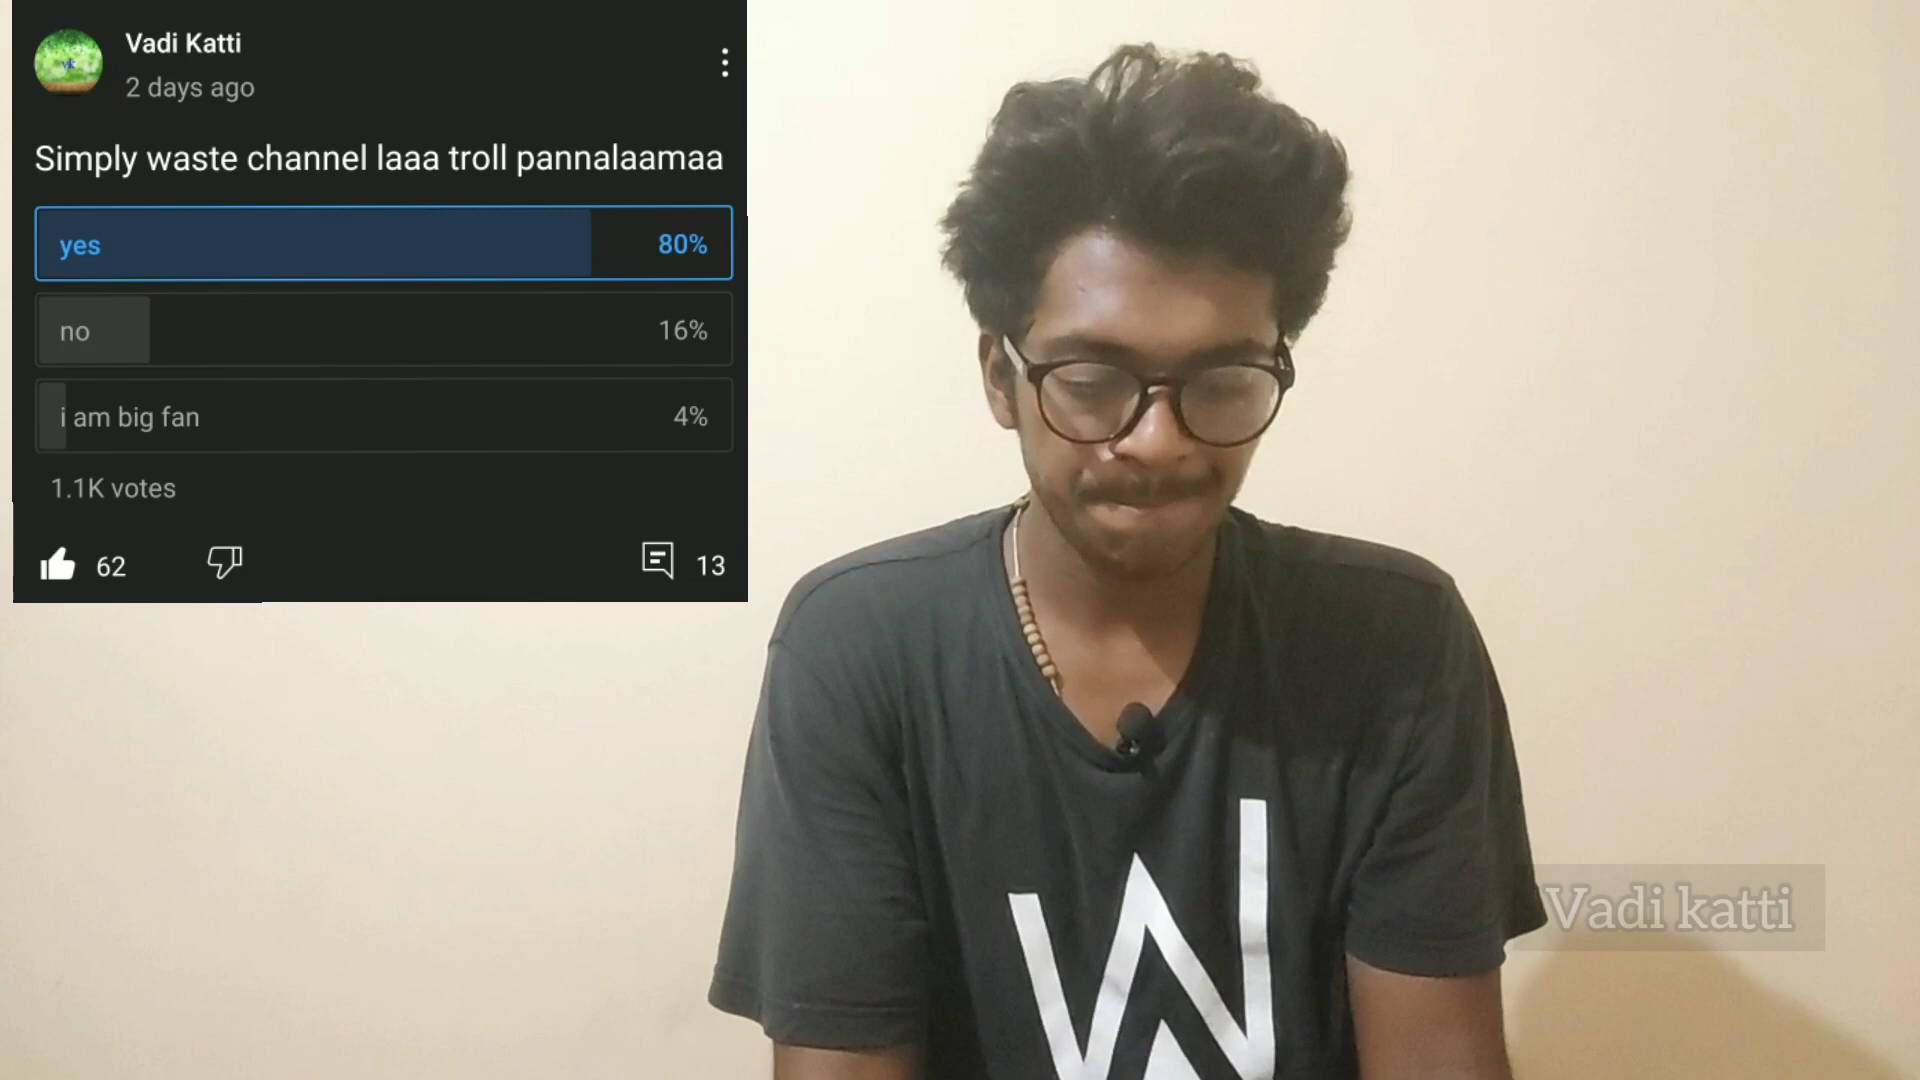 Vadi Katti
2 days ago
vk
Simply waste channel laaa troll pannalaamaa
yes 80%
no 16%
i am big fan 4%
1.1K votes
62 13
Vadi katti